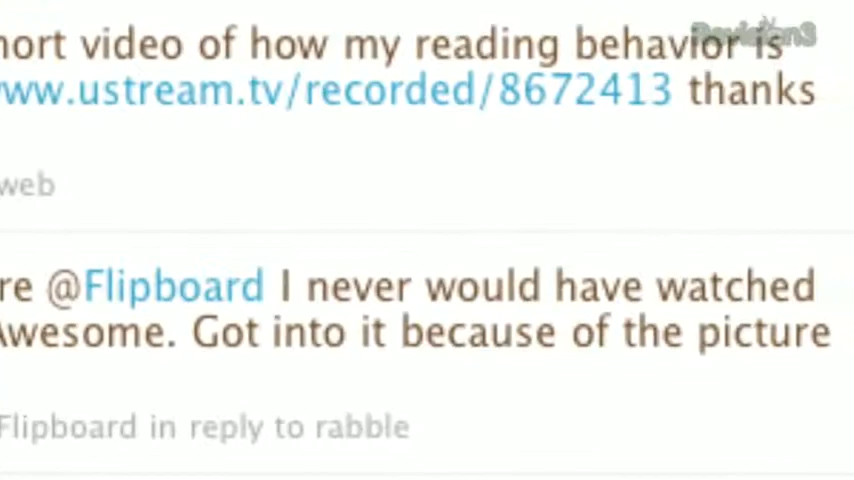 hort video of how my reading behavior is
ww.ustream.tv/recorded/8672413 thanks
web
re @Flipboard I never would have watched
Awesome. Got into it because of the picture
Flipboard in reply to rabble